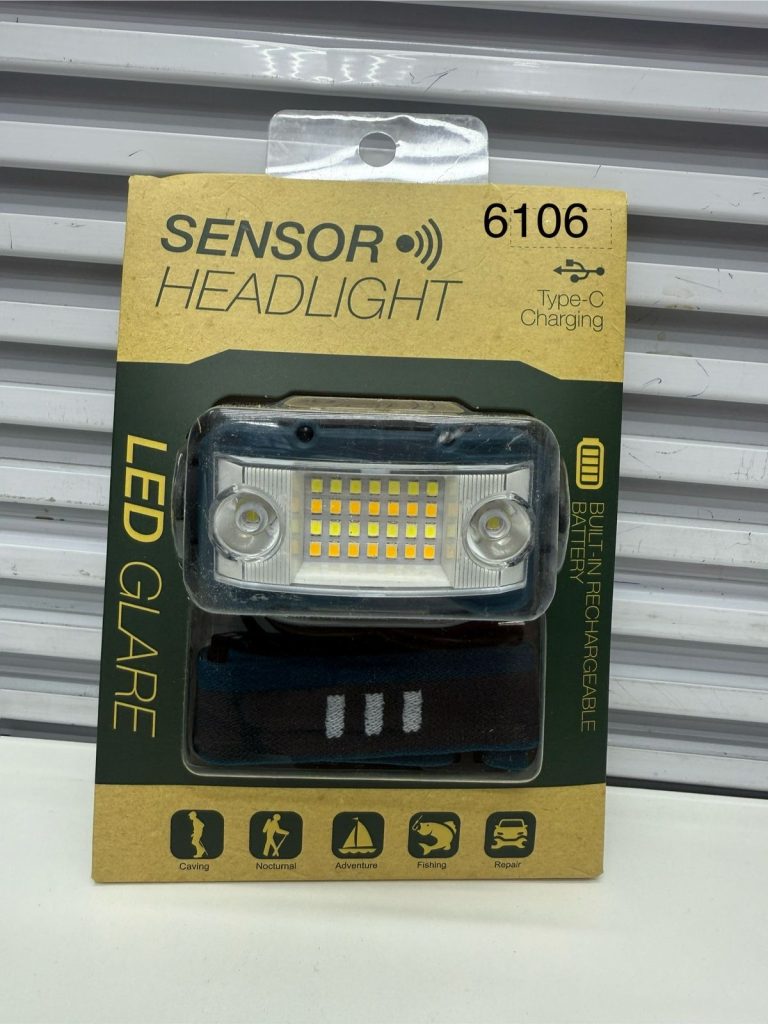 SENSOR
HEADLIGHT
6106
Type-C
Charging
LED GLARE
BUILT-IN RECHARGEABLE
BATTERY
Caving
Nocturnal
Adventure
Fishing
Repair